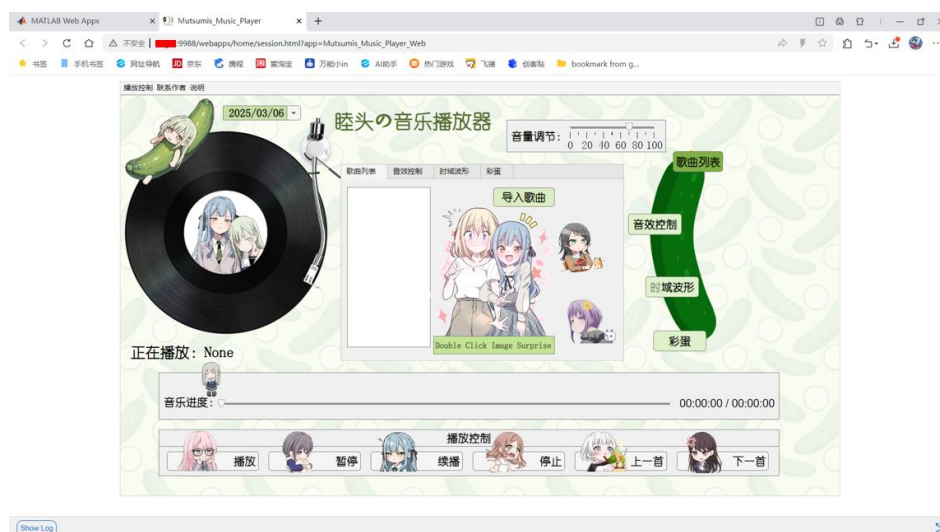 MATLAB Web Apps
Mutsumis_Music_Player
不安全
:9988/webapps/home/session.html?app=Mutsumis_Music_Player_Web
书签 手机书签 网址导航 京东 携程 爱淘宝 万能小in AI助手 热门游戏 飞猪 创客贴 bookmark from g...
播放控制 联系作者 说明
2025/03/06
睦头の音乐播放器
音量调节:
0 20 40 60 80 100
歌曲列表 音效控制 时域波形 彩蛋
导入歌曲
Double Click Image Surprise
歌曲列表
音效控制
时域波形
彩蛋
正在播放: None
音乐进度:
00:00:00 / 00:00:00
播放控制
播放 暂停 续播 停止 上一首 下一首
Show Log